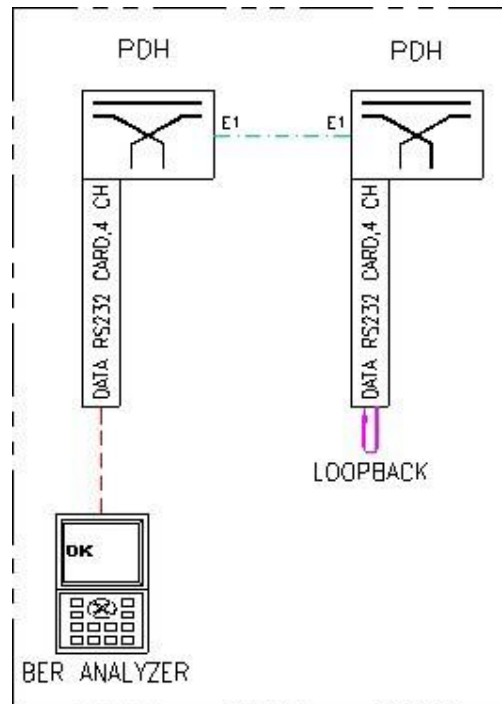 PDH
PDH
E1
E1
DATA RS232 CARD,4 CH
DATA RS232 CARD,4 CH
LOOPBACK
OK
BER ANALYZER